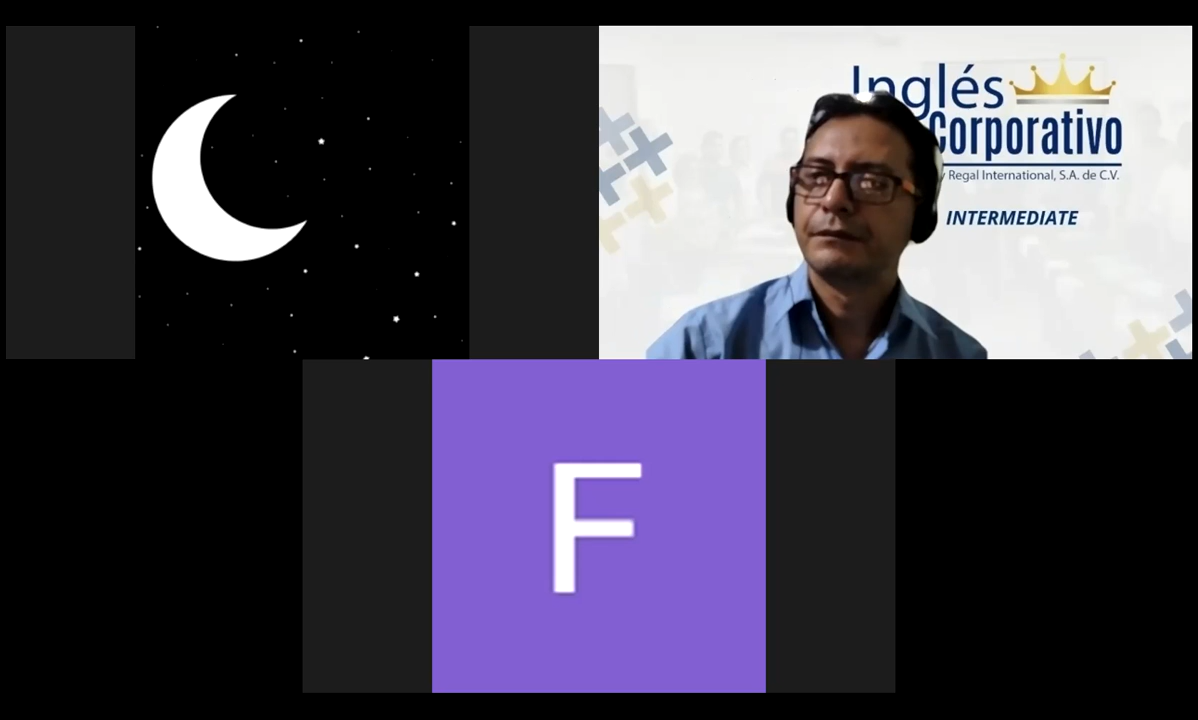 Inglés
Corporativo
y Regal International, S.A. de C.V.
INTERMEDIATE
F